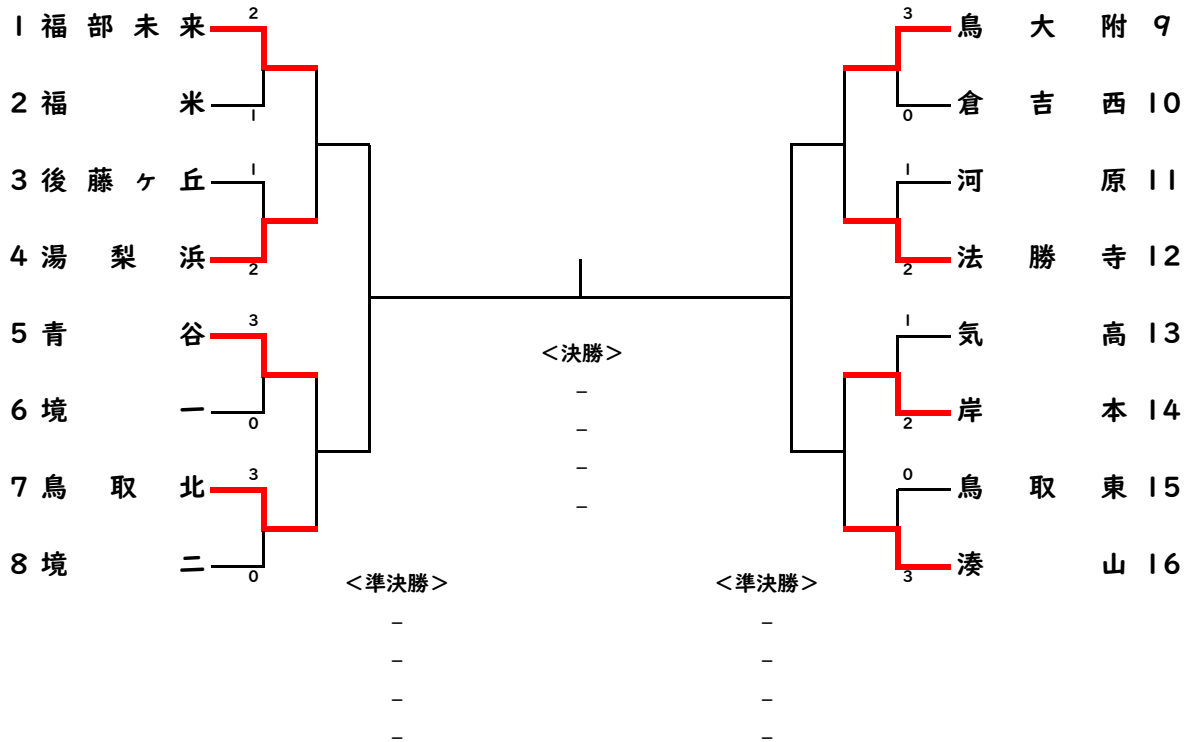 1 福部未来 2
2 福米 1
3 後藤ヶ丘 1
4 湯梨浜 2
5 青谷 3
6 境一 0
7 鳥取北 3
8 境二 0
3 鳥大附 9
0 倉吉西 10
1 河原 11
2 法勝寺 12
1 気高 13
2 岸本 14
0 鳥取東 15
3 湊山 16
＜決勝＞
–
–
–
–
＜準決勝＞ ＜準決勝＞
– –
– –
– –
– –